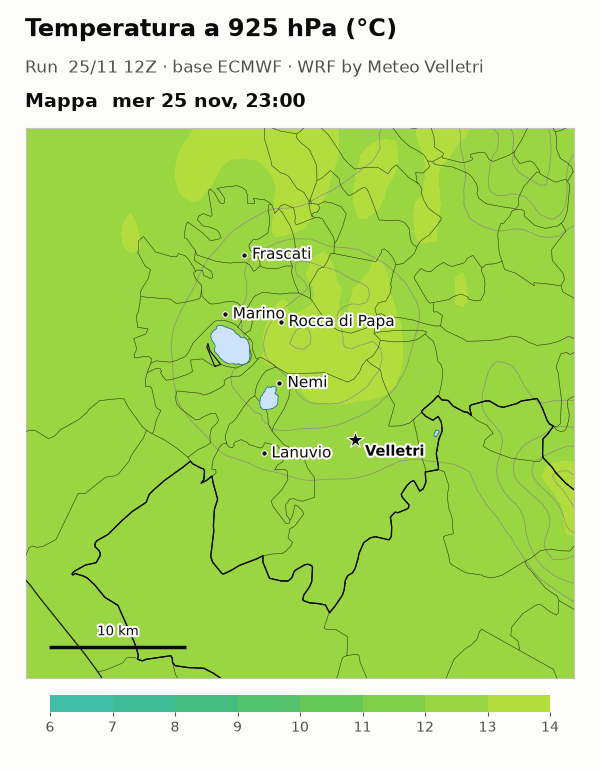 Temperatura a 925 hPa (°C)
Run  25/11 12Z · base ECMWF · WRF by Meteo Velletri
Mappa  mer 25 nov, 23:00
Frascati
Marino
Rocca di Papa
Nemi
Velletri
Lanuvio
10 km
6 7 8 9 10 11 12 13 14